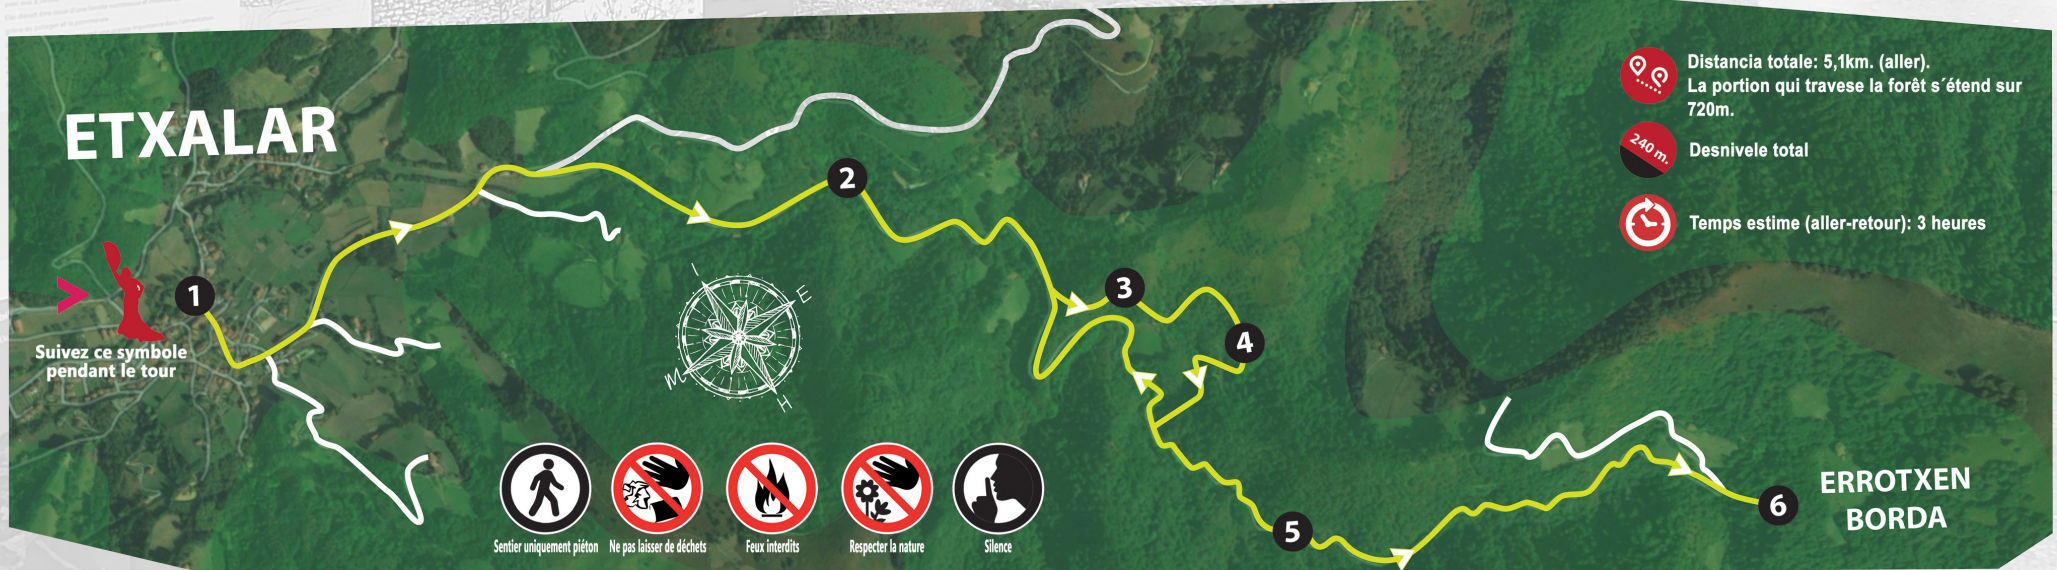 ETXALAR
Suivez ce symbole
pendant le tour
1
2
3
4
5
6
I
E
M
H
Sentier uniquement piéton
Ne pas laisser de déchets
Feux interdits
Respecter la nature
Silence
Distancia totale: 5,1km. (aller).
La portion qui travese la forêt s´étend sur
720m.
240 m.
Desnivele total
Temps estime (aller-retour): 3 heures
ERROTXEN
BORDA